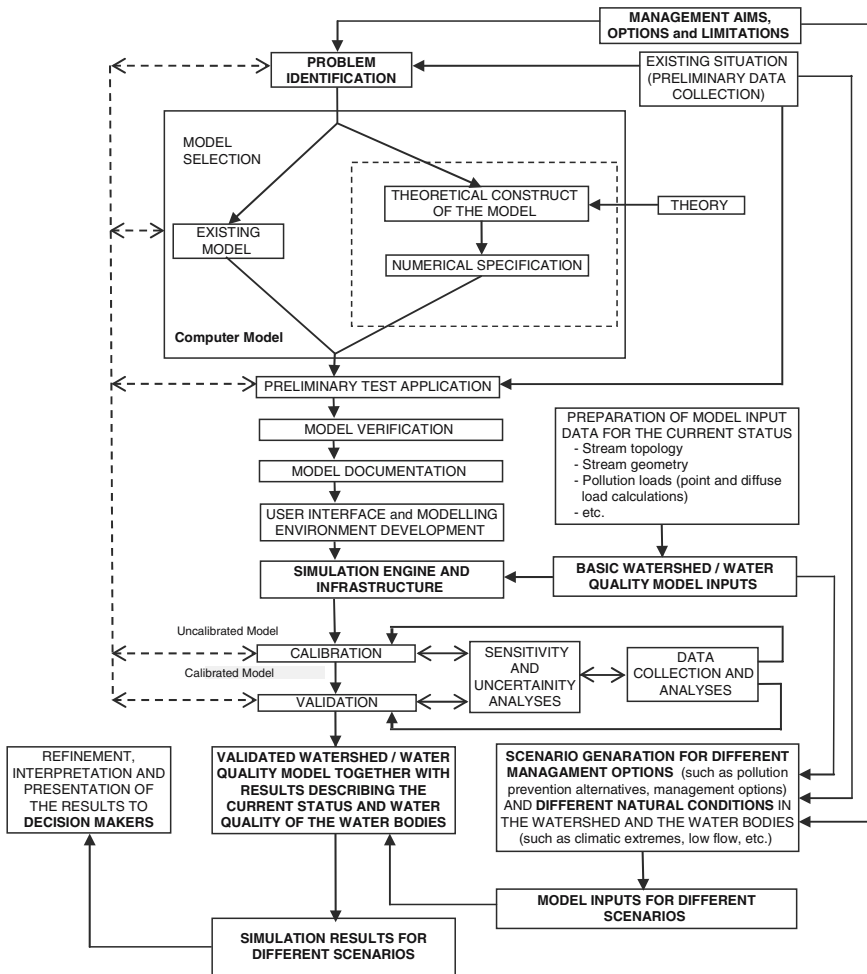 MANAGEMENT AIMS,
OPTIONS and LIMITATIONS
PROBLEM
IDENTIFICATION
EXISTING SITUATION
(PRELIMINARY DATA
COLLECTION)
MODEL
SELECTION
THEORETICAL CONSTRUCT
OF THE MODEL
THEORY
EXISTING
MODEL
NUMERICAL SPECIFICATION
Computer Model
PRELIMINARY TEST APPLICATION
MODEL VERIFICATION
MODEL DOCUMENTATION
USER INTERFACE and MODELLING
ENVIRONMENT DEVELOPMENT
PREPARATION OF MODEL INPUT
DATA FOR THE CURRENT STATUS
- Stream topology
- Stream geometry
- Pollution loads (point and diffuse
load calculations)
- etc.
SIMULATION ENGINE AND
INFRASTRUCTURE
BASIC WATERSHED / WATER
QUALITY MODEL INPUTS
Uncalibrated Model
CALIBRATION
Calibrated Model
VALIDATION
SENSITIVITY
AND
UNCERTAINITY
ANALYSES
DATA
COLLECTION AND
ANALYSES
REFINEMENT,
INTERPRETATION AND
PRESENTATION OF
THE RESULTS TO
DECISION MAKERS
VALIDATED WATERSHED / WATER
QUALITY MODEL TOGETHER WITH
RESULTS DESCRIBING THE
CURRENT STATUS AND WATER
QUALITY OF THE WATER BODIES
SCENARIO GENARATION FOR DIFFERENT
MANAGAMENT OPTIONS (such as pollution
prevention alternatives, management options)
AND DIFFERENT NATURAL CONDITIONS IN
THE WATERSHED AND THE WATER BODIES
(such as climatic extremes, low flow, etc.)
MODEL INPUTS FOR DIFFERENT
SCENARIOS
SIMULATION RESULTS FOR
DIFFERENT SCENARIOS